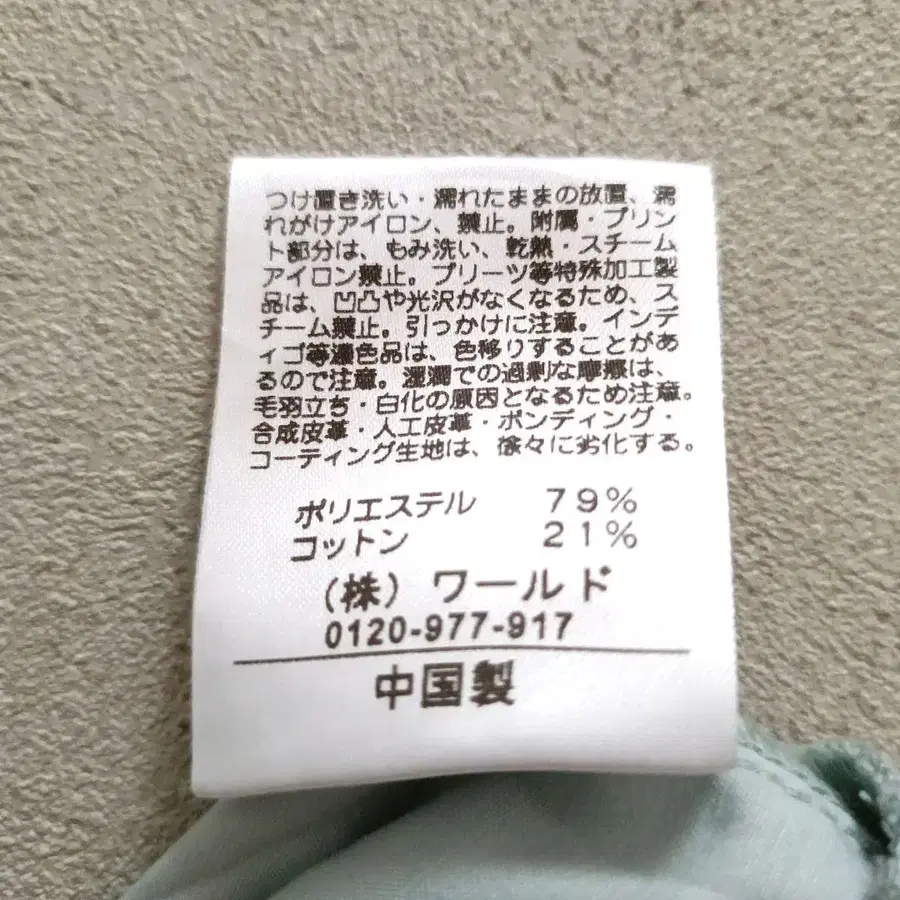 つけ置き洗い・濡れたままの放置、濡
れがけアイロン、禁止。附属・プリン
ト部分は、もみ洗い、乾熱・スチーム
アイロン禁止。プリーツ等特殊加工製
品は、凹凸や光沢がなくなるため、ス
チーム禁止。引っかけに注意。インデ
ィゴ等濃色品は、色移りすることがあ
るので注意。湿潤での過剰な摩擦は、
毛羽立ち・白化の原因となるため注意。
合成皮革・人工皮革・ボンディング・
コーティング生地は、徐々に劣化する。
ポリエステル 79%
コットン 21%
(株) ワールド
0120-977-917
中国製